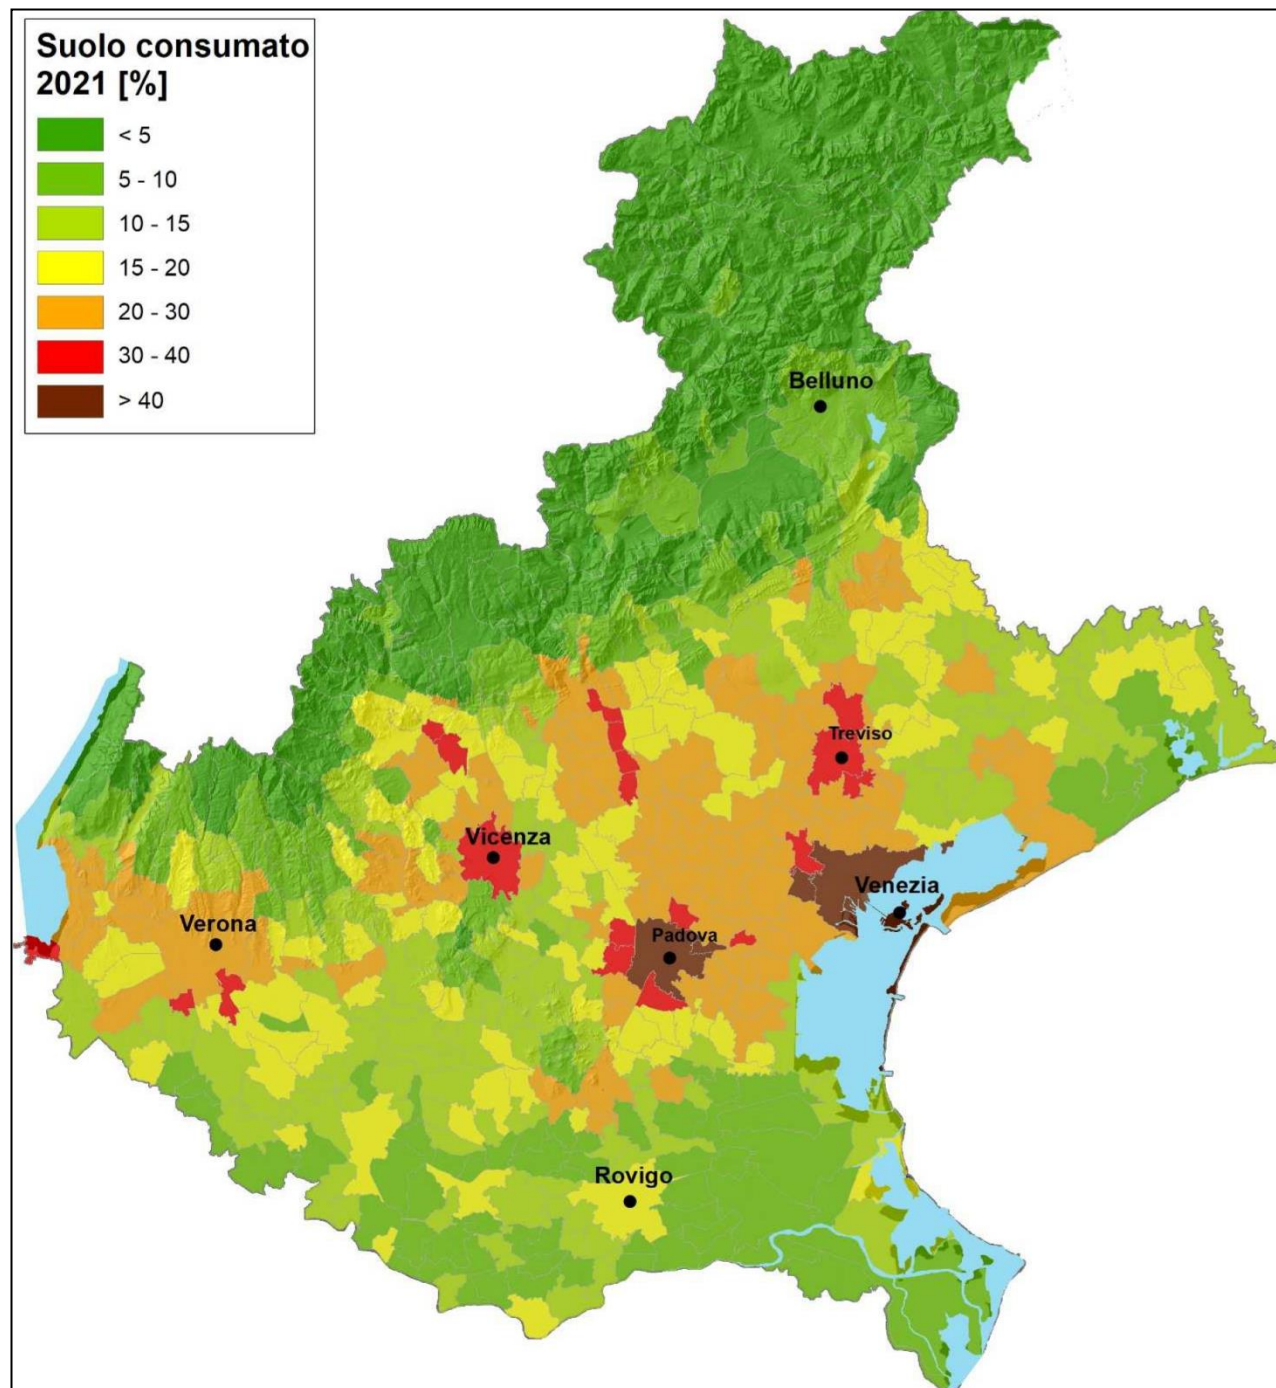 Suolo consumato
2021 [%]
< 5
5 - 10
10 - 15
15 - 20
20 - 30
30 - 40
> 40
Belluno
Treviso
Vicenza
Venezia
Verona
Padova
Rovigo